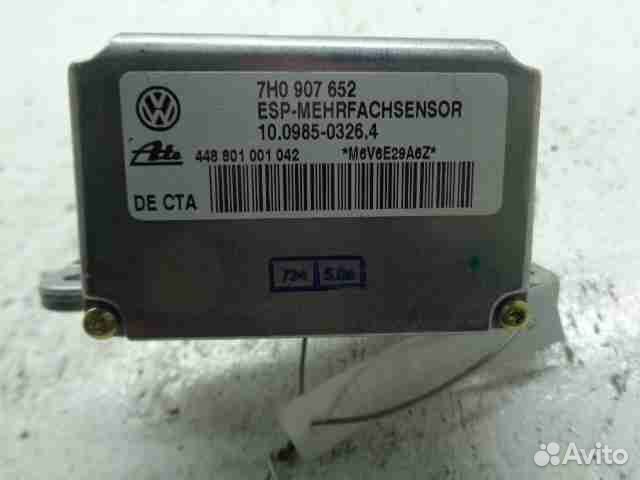 7H0 907 652
ESP-MEHRFACHSENSOR
10.0985-0326.4
Ate
448 801 001 042 *M6V6E29A6Z*
DE CTA
724 5.06
Avito